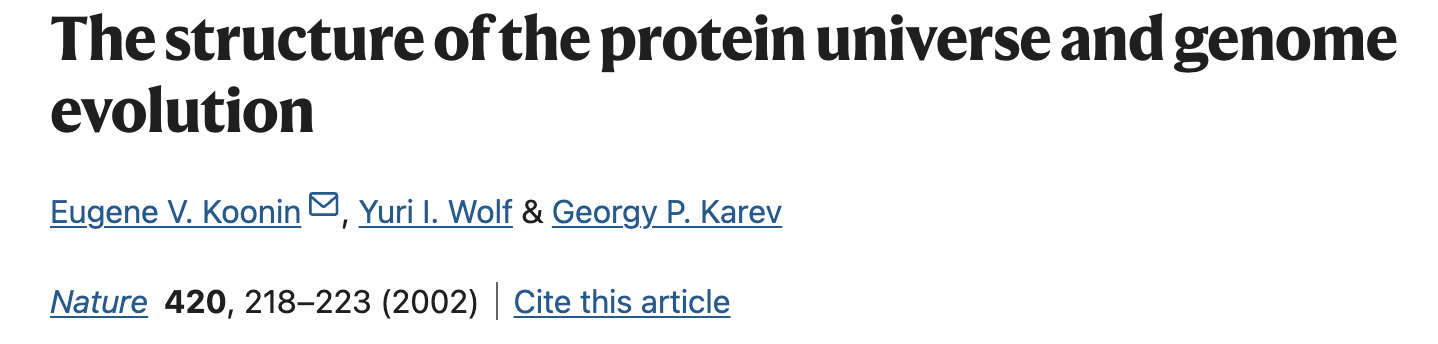 The structure of the protein universe and genome
evolution
Eugene V. Koonin, Yuri I. Wolf & Georgy P. Karev
Nature 420, 218–223 (2002) | Cite this article